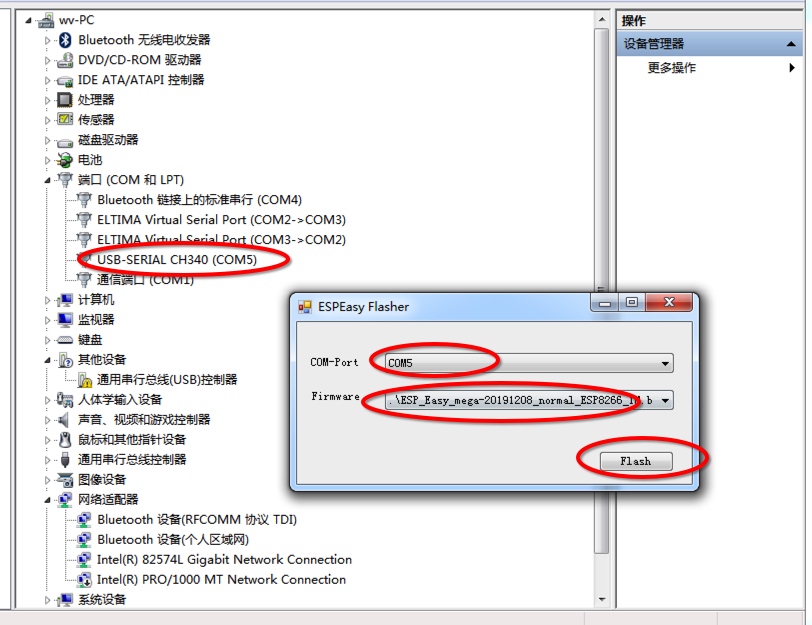 wv-PC
Bluetooth 无线电收发器
DVD/CD-ROM 驱动器
IDE ATA/ATAPI 控制器
处理器
传感器
磁盘驱动器
电池
端口 (COM 和 LPT)
Bluetooth 链接上的标准串行 (COM4)
ELTIMA Virtual Serial Port (COM2->COM3)
ELTIMA Virtual Serial Port (COM3->COM2)
USB-SERIAL CH340 (COM5)
通信端口 (COM1)
计算机
监视器
键盘
其他设备
通用串行总线(USB)控制器
人体学输入设备
声音、视频和游戏控制器
鼠标和其他指针设备
通用串行总线控制器
图像设备
网络适配器
Bluetooth 设备(RFCOMM 协议 TDI)
Bluetooth 设备(个人区域网)
Intel(R) 82574L Gigabit Network Connection
Intel(R) PRO/1000 MT Network Connection
系统设备
操作
设备管理器
更多操作
ESPEasy Flasher
COM-Port
COM5
Firmware
.\ESP_Easy_mega-20191208_normal_ESP8266_1M.b
Flash